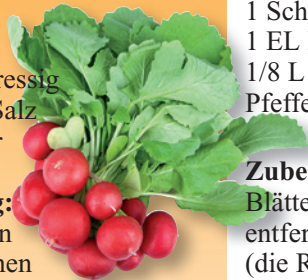 ressig
Salz
r
g:
n
nen
1 Sch
1 EL
1/8 L
Pfeffe
Zube
Blätte
entfer
(die R